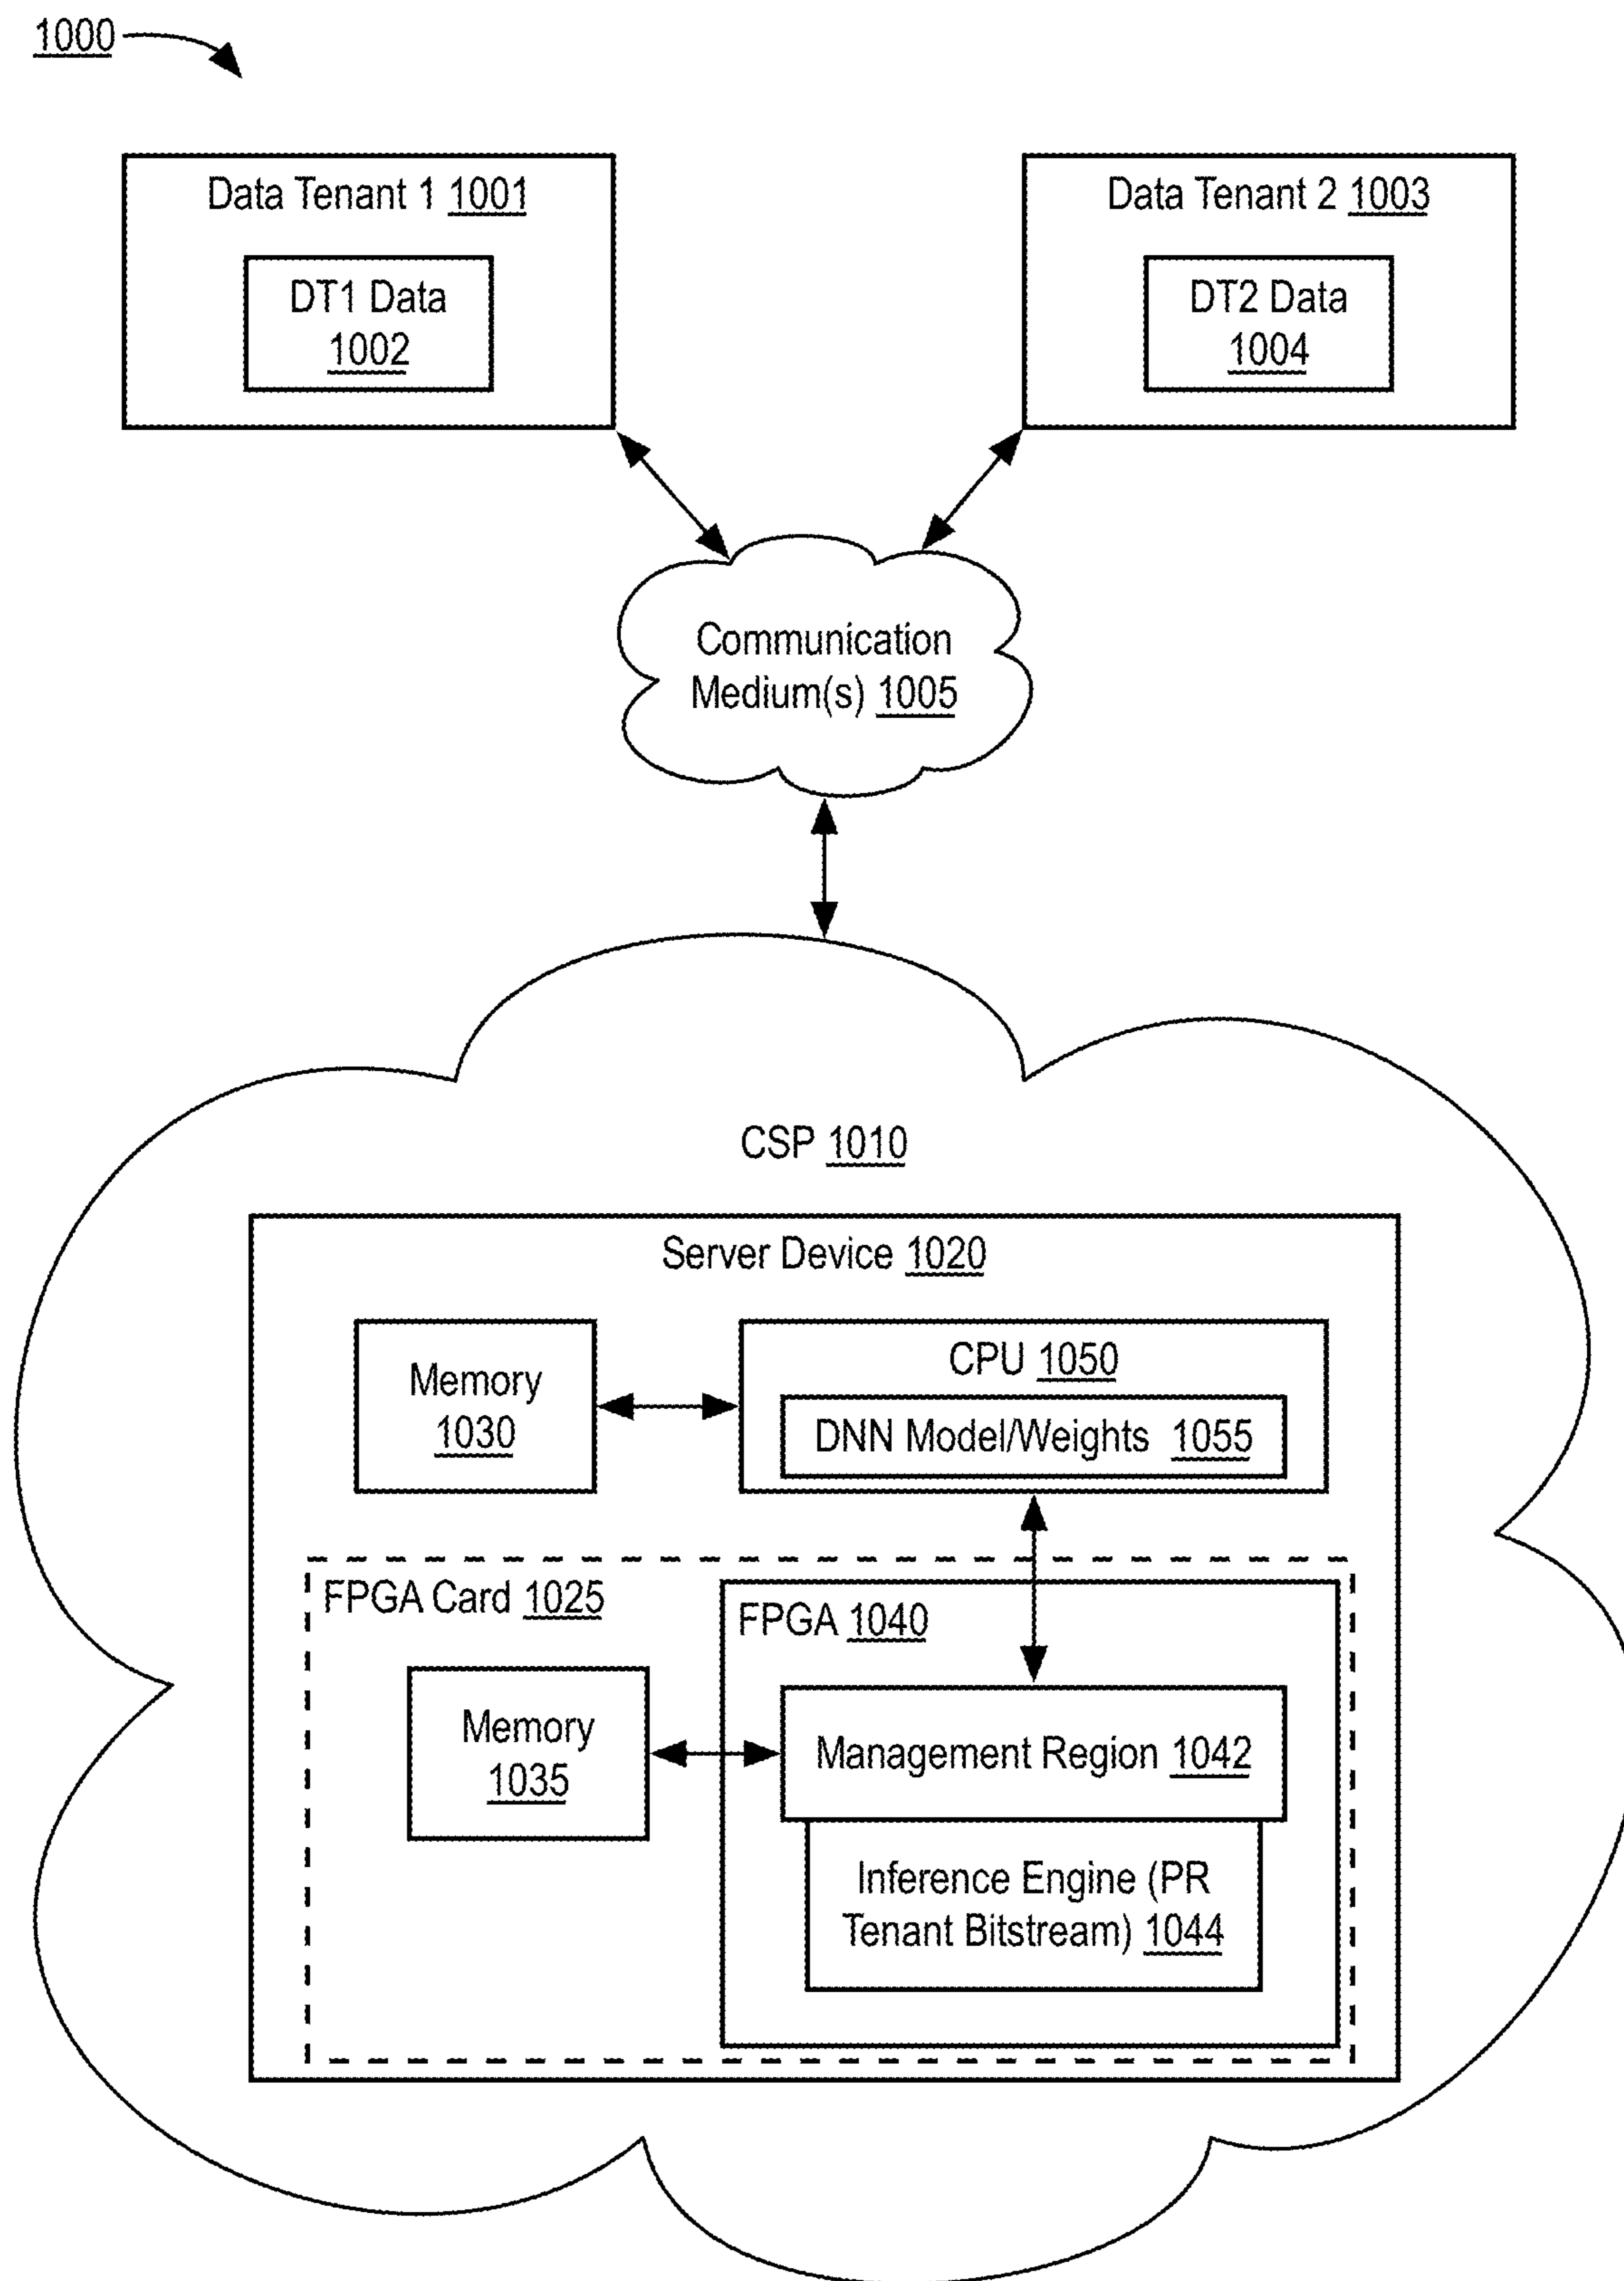 1000
Data Tenant 1 1001
DT1 Data
1002
Data Tenant 2 1003
DT2 Data
1004
Communication
Medium(s) 1005
CSP 1010
Server Device 1020
Memory
1030
CPU 1050
DNN Model/Weights 1055
FPGA Card 1025
FPGA 1040
Memory
1035
Management Region 1042
Inference Engine (PR
Tenant Bitstream) 1044